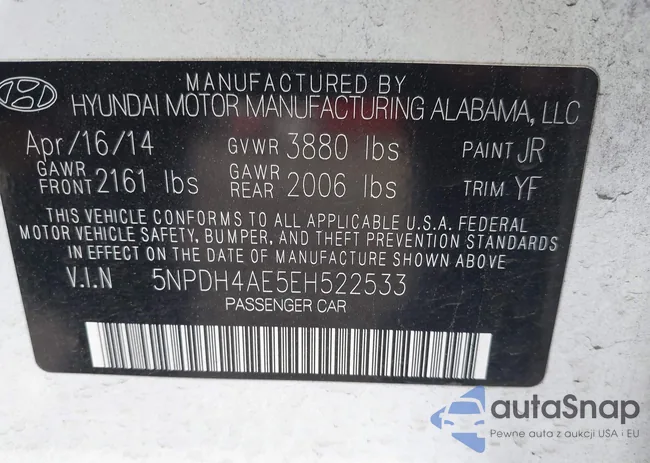 MANUFACTURED BY
HYUNDAI MOTOR MANUFACTURING ALABAMA, LLC
Apr/16/14 GVWR 3880 lbs PAINT JR
GAWR FRONT 2161 lbs GAWR REAR 2006 lbs TRIM YF
THIS VEHICLE CONFORMS TO ALL APPLICABLE U.S.A. FEDERAL
MOTOR VEHICLE SAFETY, BUMPER, AND THEFT PREVENTION STANDARDS
IN EFFECT ON THE DATE OF MANUFACTURE SHOWN ABOVE
V.I.N 5NPDH4AE5EH522533
PASSENGER CAR
autaSnap
Pewne auta z aukcji USA i EU